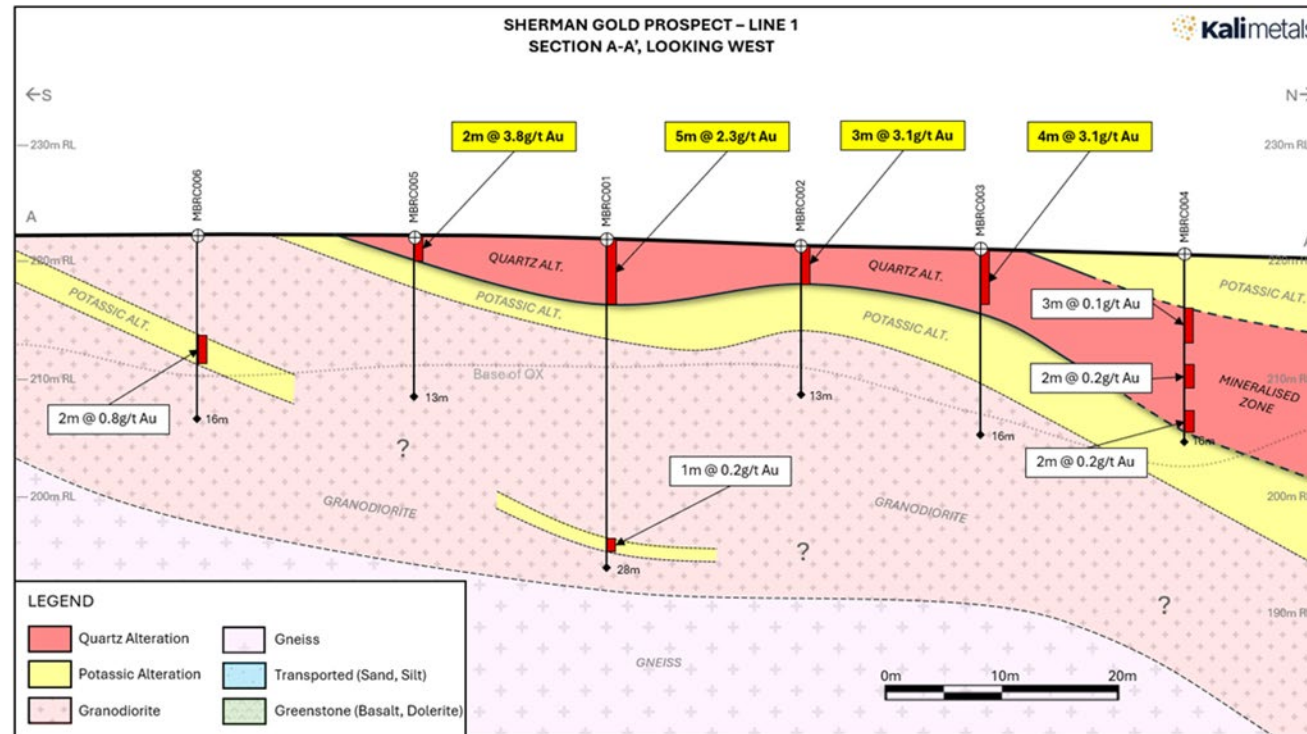 SHERMAN GOLD PROSPECT – LINE 1
SECTION A-A', LOOKING WEST
Kalimetals
←S
N→
2m @ 3.8g/t Au
5m @ 2.3g/t Au
3m @ 3.1g/t Au
4m @ 3.1g/t Au
230m RL
230m RL
MBRC006
MBRC005
MBRC001
MBRC002
MBRC003
MBRC004
A
A
220m RL
220m RL
QUARTZ ALT.
QUARTZ ALT.
POTASSIC ALT.
POTASSIC ALT.
POTASSIC ALT.
POTASSIC ALT.
3m @ 0.1g/t Au
Base of OX
210m RL
210m RL
2m @ 0.2g/t Au
MINERALISED
ZONE
2m @ 0.8g/t Au
16m
13m
13m
16m
16m
?
2m @ 0.2g/t Au
1m @ 0.2g/t Au
200m RL
200m RL
GRANODIORITE
GRANODIORITE
?
28m
?
190m RL
LEGEND
Quartz Alteration
Gneiss
Potassic Alteration
Transported (Sand, Silt)
Granodiorite
Greenstone (Basalt, Dolerite)
GNEISS
0m
10m
20m